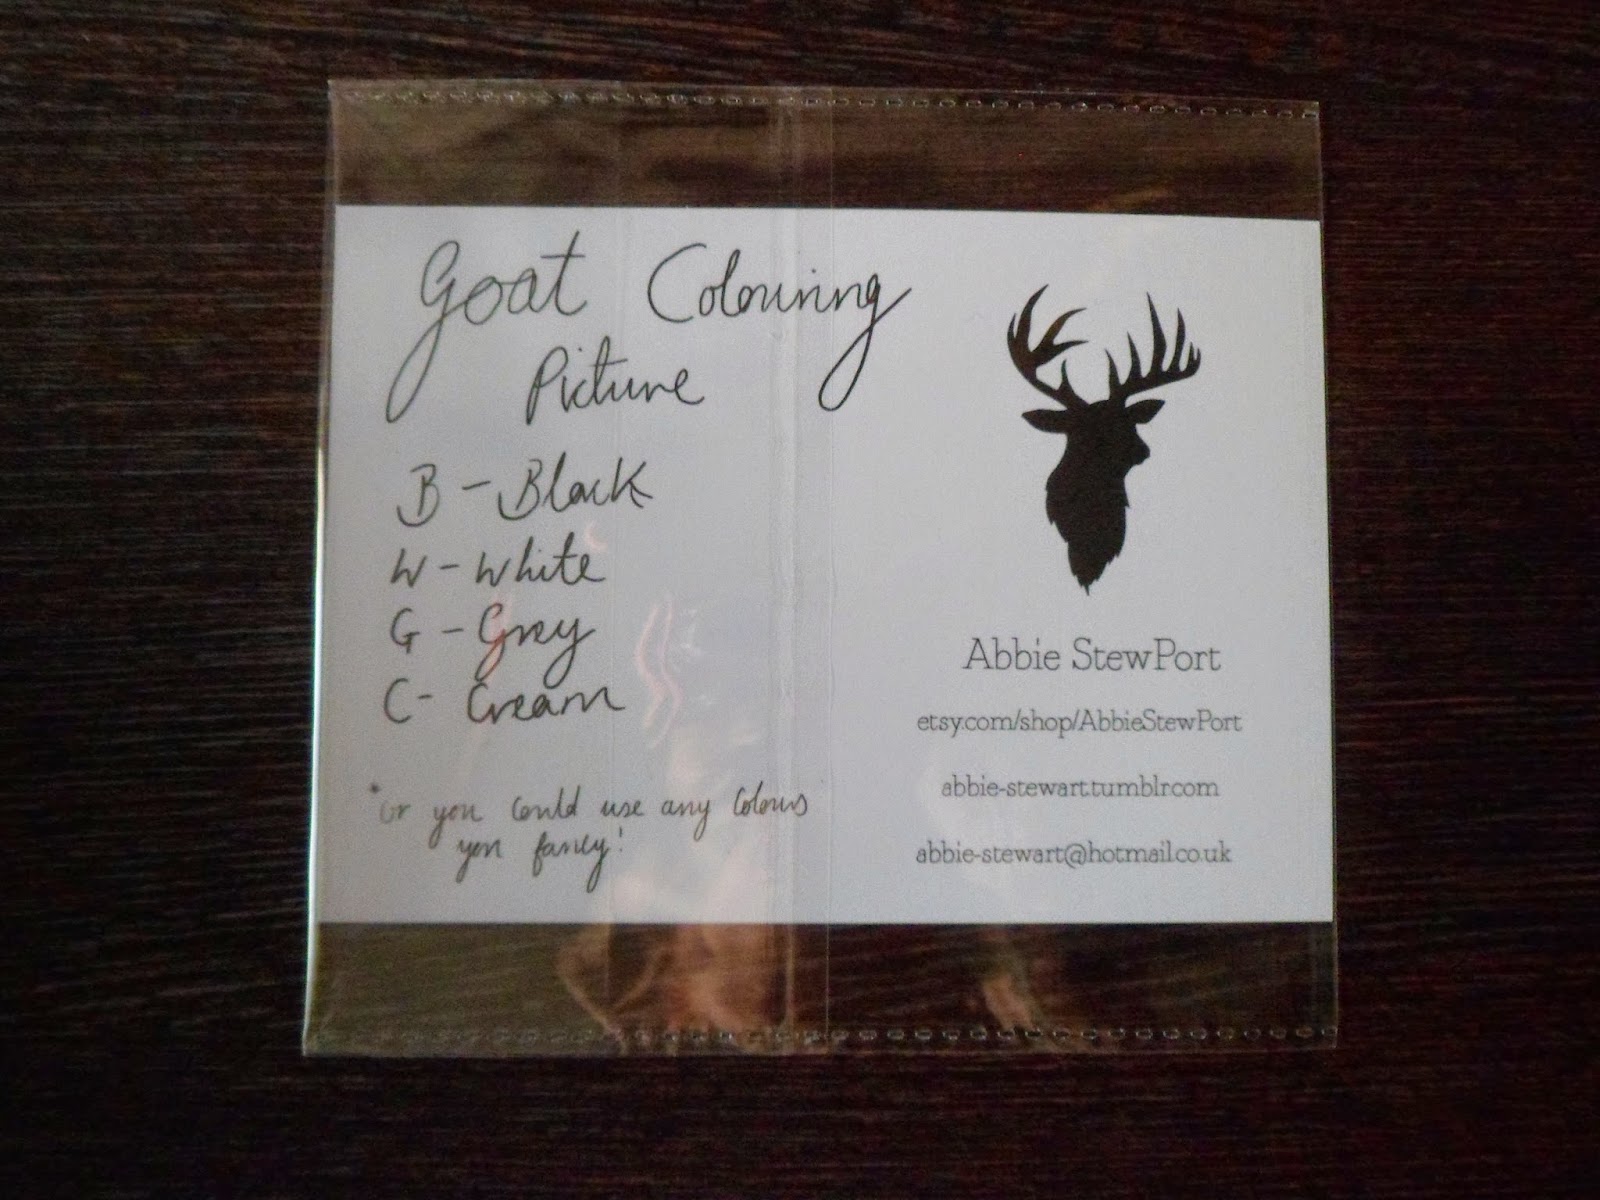 Goat Colouring
Picture
B - Black
W - White
G - Grey
C - Cream
*Or you could use any colours
you fancy!
Abbie StewPort
etsy.com/shop/AbbieStewPort
abbie-stewart.tumblr.com
abbie-stewart@hotmail.co.uk